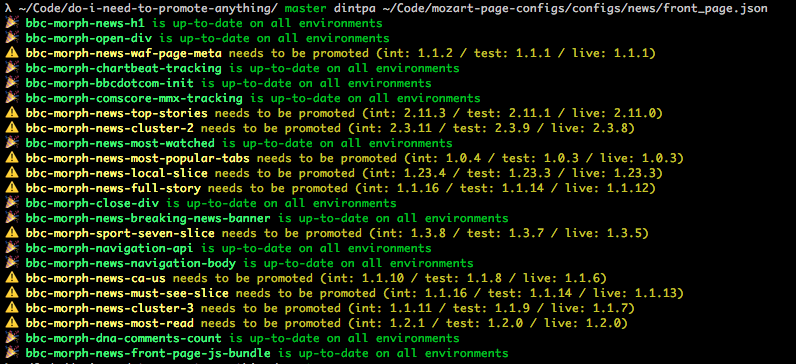 λ ~/Code/do-i-need-to-promote-anything/ master dintpa ~/Code/mozart-page-configs/configs/news/front_page.json
🎉 bbc-morph-news-h1 is up-to-date on all environments
🎉 bbc-morph-open-div is up-to-date on all environments
⚠️ bbc-morph-news-waf-page-meta needs to be promoted (int: 1.1.2 / test: 1.1.1 / live: 1.1.1)
🎉 bbc-morph-chartbeat-tracking is up-to-date on all environments
🎉 bbc-morph-bbcdotcom-init is up-to-date on all environments
🎉 bbc-morph-comscore-mmx-tracking is up-to-date on all environments
⚠️ bbc-morph-news-top-stories needs to be promoted (int: 2.11.3 / test: 2.11.1 / live: 2.11.0)
⚠️ bbc-morph-news-cluster-2 needs to be promoted (int: 2.3.11 / test: 2.3.9 / live: 2.3.8)
🎉 bbc-morph-news-most-watched is up-to-date on all environments
⚠️ bbc-morph-news-most-popular-tabs needs to be promoted (int: 1.0.4 / test: 1.0.3 / live: 1.0.3)
⚠️ bbc-morph-news-local-slice needs to be promoted (int: 1.23.4 / test: 1.23.3 / live: 1.23.3)
⚠️ bbc-morph-news-full-story needs to be promoted (int: 1.1.16 / test: 1.1.14 / live: 1.1.12)
🎉 bbc-morph-close-div is up-to-date on all environments
🎉 bbc-morph-news-breaking-news-banner is up-to-date on all environments
⚠️ bbc-morph-sport-seven-slice needs to be promoted (int: 1.3.8 / test: 1.3.7 / live: 1.3.5)
🎉 bbc-morph-navigation-api is up-to-date on all environments
🎉 bbc-morph-news-navigation-body is up-to-date on all environments
⚠️ bbc-morph-news-ca-us needs to be promoted (int: 1.1.10 / test: 1.1.8 / live: 1.1.6)
⚠️ bbc-morph-news-must-see-slice needs to be promoted (int: 1.1.16 / test: 1.1.14 / live: 1.1.13)
⚠️ bbc-morph-news-cluster-3 needs to be promoted (int: 1.1.11 / test: 1.1.9 / live: 1.1.7)
⚠️ bbc-morph-news-most-read needs to be promoted (int: 1.2.1 / test: 1.2.0 / live: 1.2.0)
🎉 bbc-morph-dna-comments-count is up-to-date on all environments
🎉 bbc-morph-news-front-page-js-bundle is up-to-date on all environments